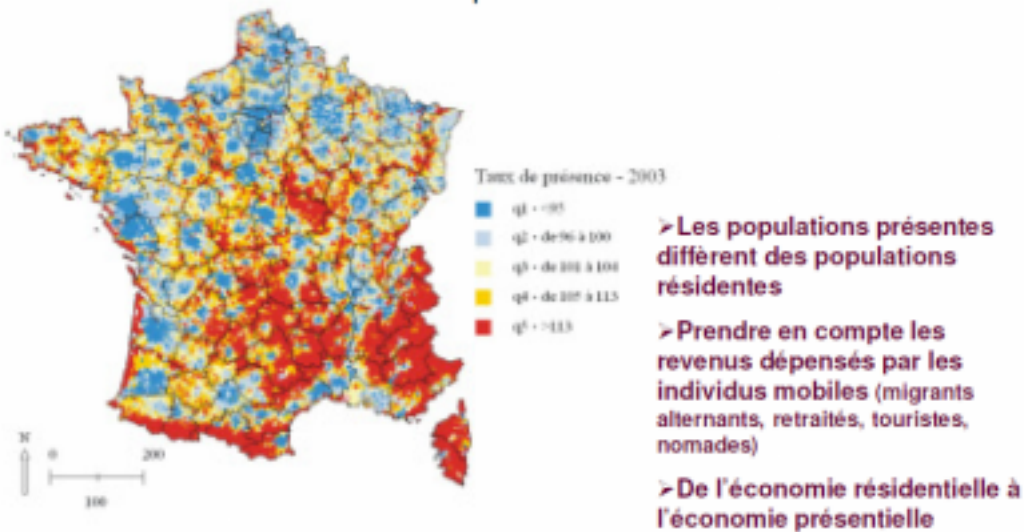 Taux de présence - 2003
q1 - <95
q2 - de 96 à 100
q3 - de 101 à 104
q4 - de 105 à 113
q5 - >113
➢Les populations présentes
diffèrent des populations
résidentes
➢Prendre en compte les
revenus dépensés par les
individus mobiles (migrants
alternants, retraités, touristes,
nomades)
➢De l'économie résidentielle à
l'économie présentielle
N
0 200
100